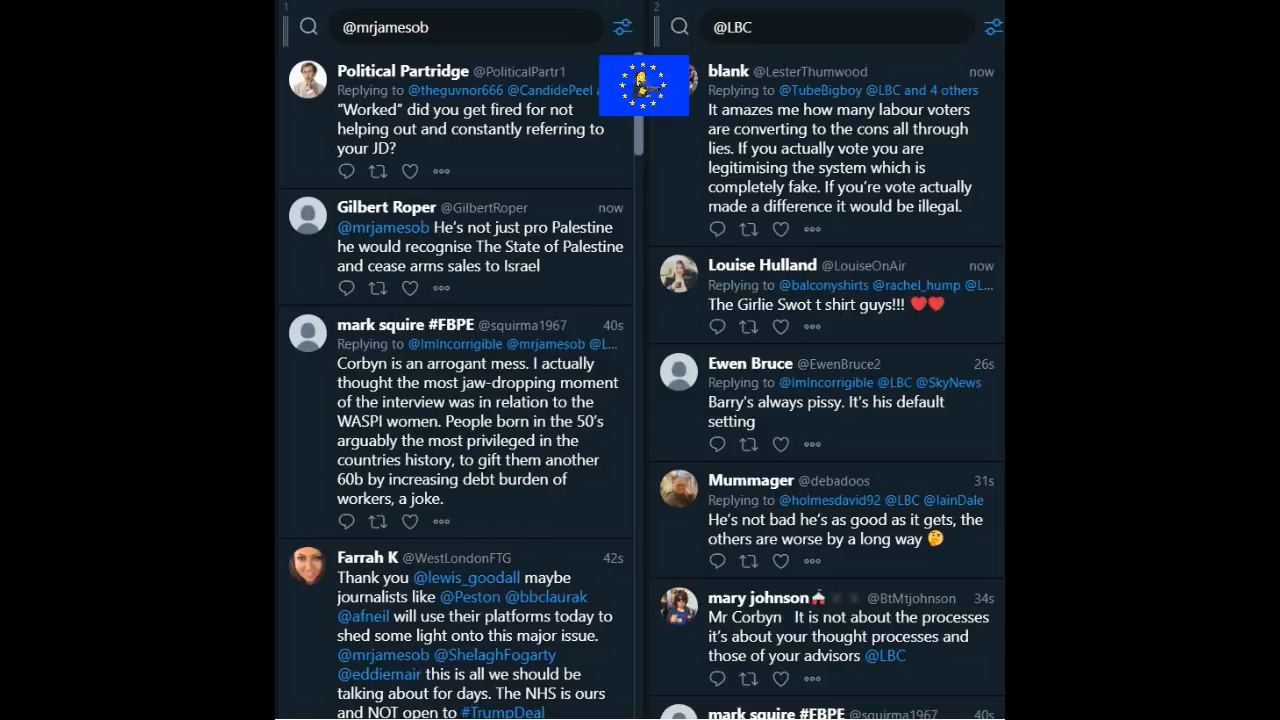 1
@mrjamesob
Political Partridge @PoliticalPartr1
Replying to @theguvnor666 @CandidePeel
“Worked” did you get fired for not
helping out and constantly referring to
your JD?
Gilbert Roper @GilbertRoper now
@mrjamesob He’s not just pro Palestine
he would recognise The State of Palestine
and cease arms sales to Israel
mark squire #FBPE @squirma1967 40s
Replying to @ImIncorrigible @mrjamesob @L...
Corbyn is an arrogant mess. I actually
thought the most jaw-dropping moment
of the interview was in relation to the
WASPI women. People born in the 50’s
arguably the most privileged in the
countries history, to gift them another
60b by increasing debt burden of
workers, a joke.
Farrah K @WestLondonFTG 42s
Thank you @lewis_goodall maybe
journalists like @Peston @bbclaurak
@afneil will use their platforms today to
shed some light onto this major issue.
@mrjamesob @ShelaghFogarty
@eddiemair this is all we should be
talking about for days. The NHS is ours
and NOT open to #TrumpDeal
2
@LBC
blank @LesterThumwood now
Replying to @TubeBigboy @LBC and 4 others
It amazes me how many labour voters
are converting to the cons all through
lies. If you actually vote you are
legitimising the system which is
completely fake. If you’re vote actually
made a difference it would be illegal.
Louise Hulland @LouiseOnAir now
Replying to @balconyshirts @rachel_hump @L...
The Girlie Swot t shirt guys!!! ❤️❤️
Ewen Bruce @EwenBruce2 26s
Replying to @ImIncorrigible @LBC @SkyNews
Barry's always pissy. It's his default
setting
Mummager @debadoos 31s
Replying to @holmesdavid92 @LBC @IainDale
He’s not bad he’s as good as it gets, the
others are worse by a long way 🤔
mary johnson @BtMtjohnson 34s
Mr Corbyn It is not about the processes
it’s about your thought processes and
those of your advisors @LBC
mark squire #FBPE @squirma1967 40s